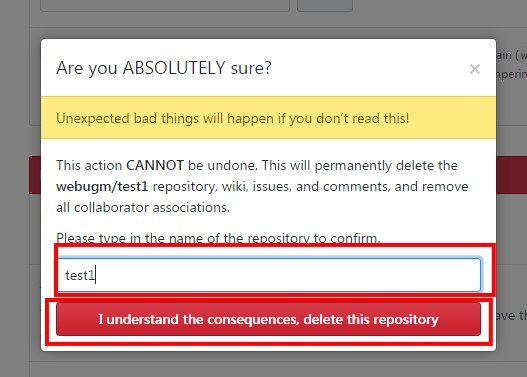 Are you ABSOLUTELY sure?
×
Unexpected bad things will happen if you don't read this!
This action CANNOT be undone. This will permanently delete the
webugm/test1 repository, wiki, issues, and comments, and remove
all collaborator associations.
Please type in the name of the repository to confirm.
test1
I understand the consequences, delete this repository